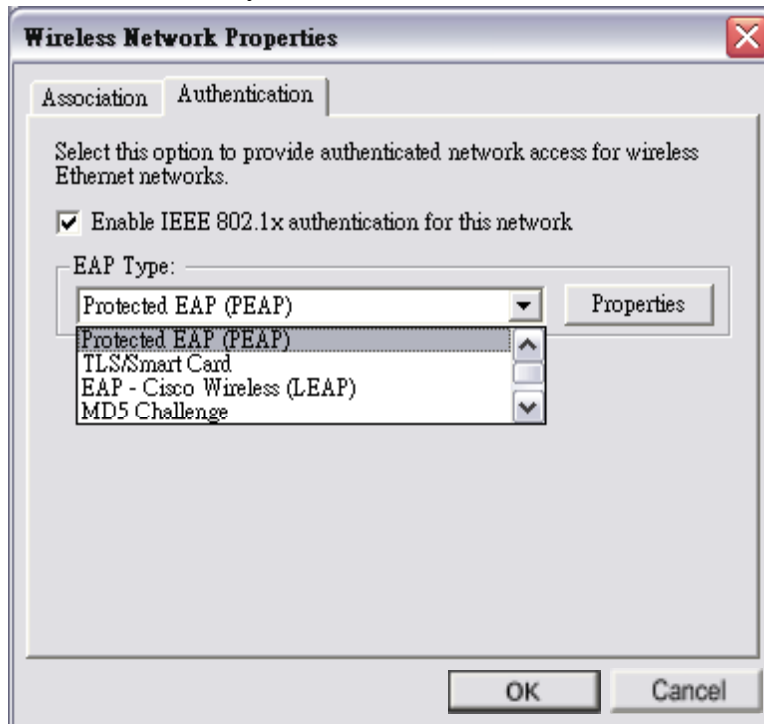 Wireless Network Properties
Association Authentication
Select this option to provide authenticated network access for wireless
Ethernet networks.
Enable IEEE 802.1x authentication for this network
EAP Type:
Protected EAP (PEAP) Properties
Protected EAP (PEAP)
TLS/Smart Card
EAP - Cisco Wireless (LEAP)
MD5 Challenge
OK Cancel